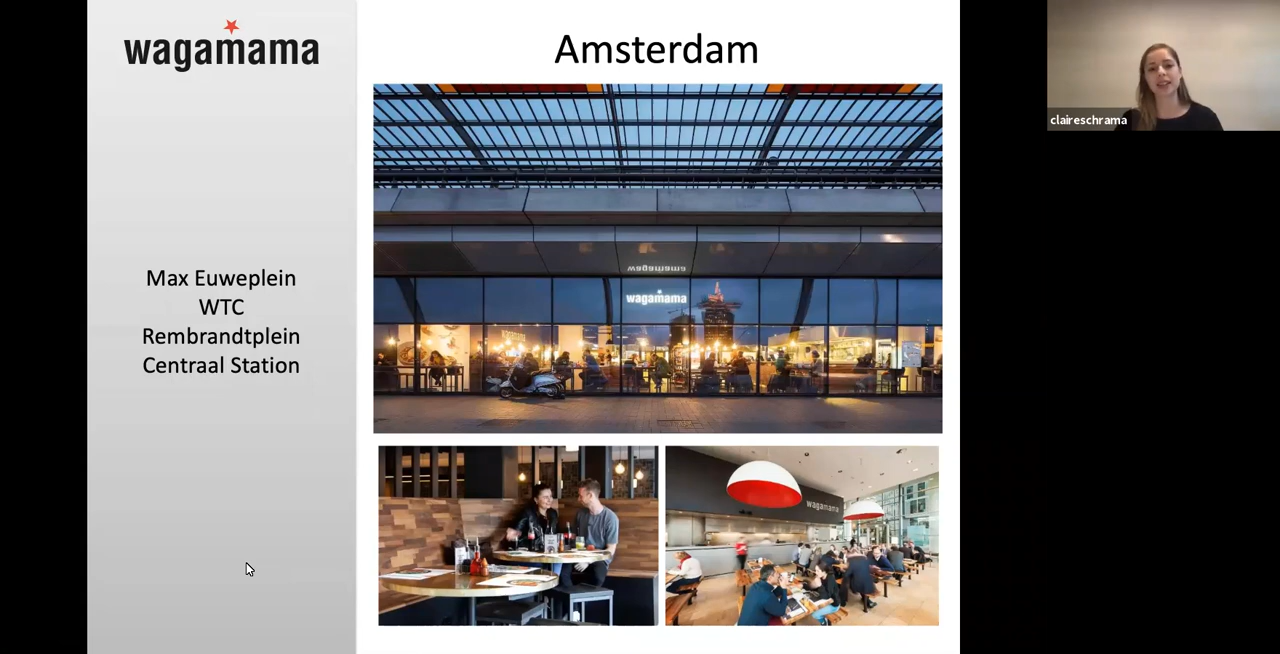 wagamama
Amsterdam
claireschrama
Max Euweplein
WTC
Rembrandtplein
Centraal Station
wagamama
wagamama
wagamama